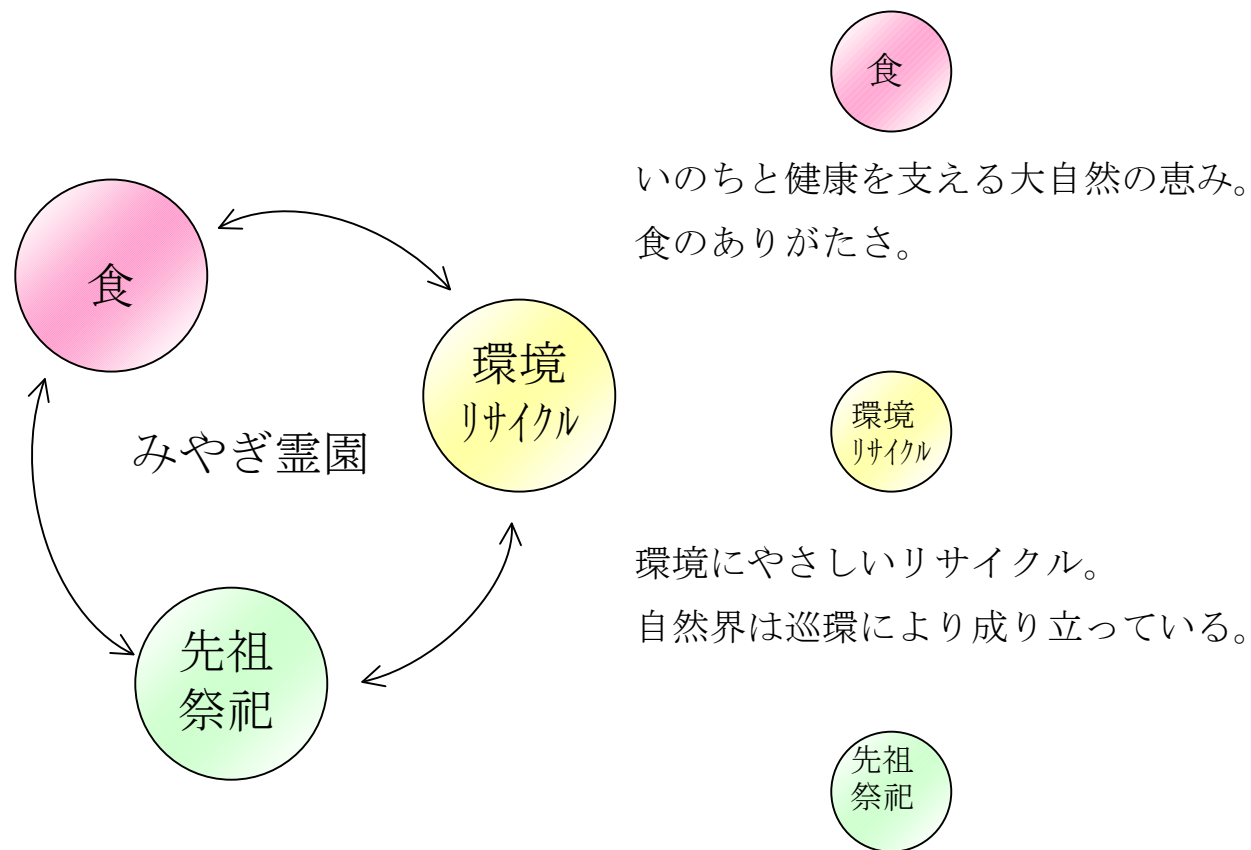 食
環境
リサイクル
みやぎ霊園
先祖
祭祀
食
いのちと健康を支える大自然の恵み。
食のありがたさ。
環境
リサイクル
環境にやさしいリサイクル。
自然界は巡環により成り立っている。
先祖
祭祀